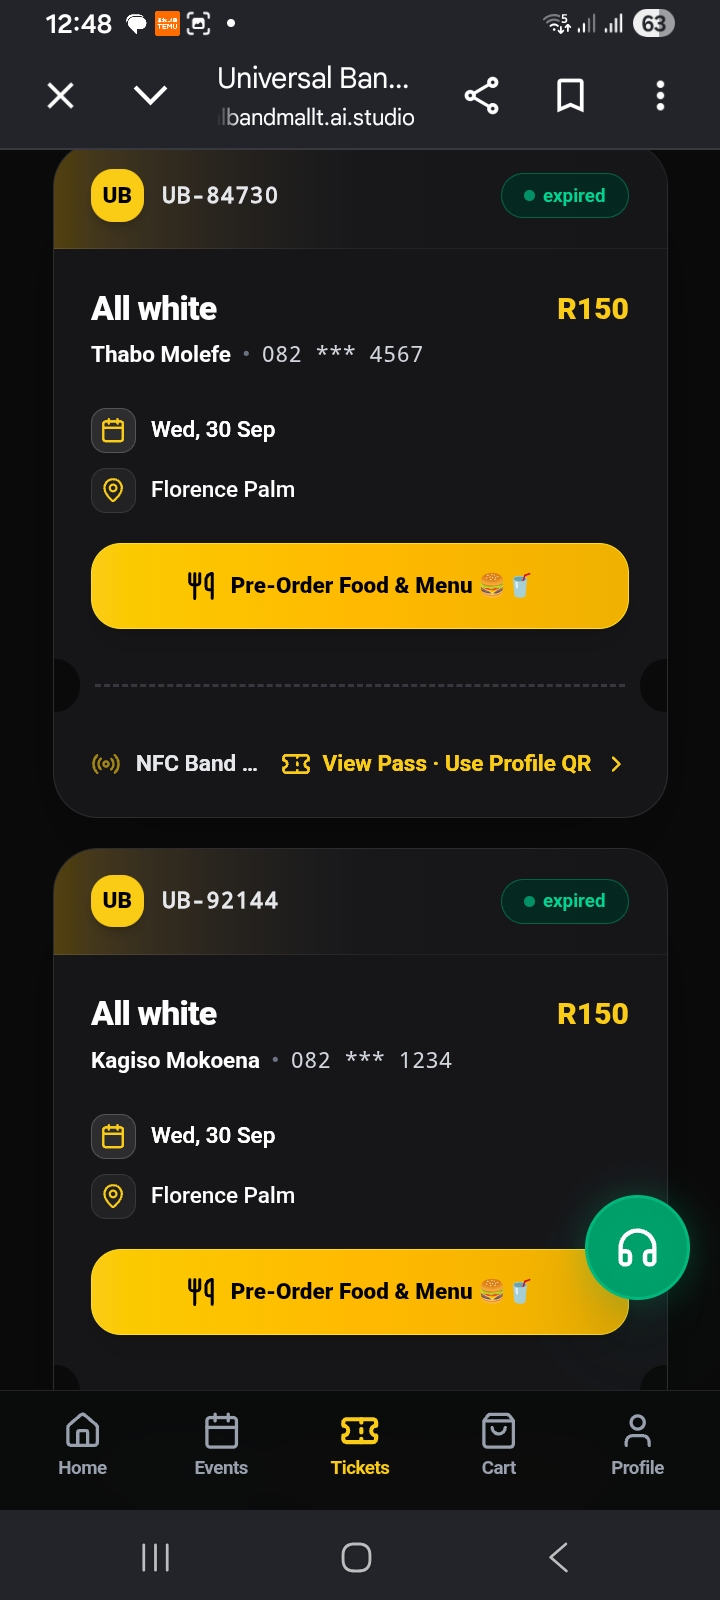 12:48
5
63
Universal Ban...
bandmallt.ai.studio
UB UB-84730 expired
All white R150
Thabo Molefe • 082 *** 4567
Wed, 30 Sep
Florence Palm
Pre-Order Food & Menu 🍔🥤
NFC Band ... View Pass · Use Profile QR
UB UB-92144 expired
All white R150
Kagiso Mokoena • 082 *** 1234
Wed, 30 Sep
Florence Palm
Pre-Order Food & Menu 🍔🥤
Home Events Tickets Cart Profile